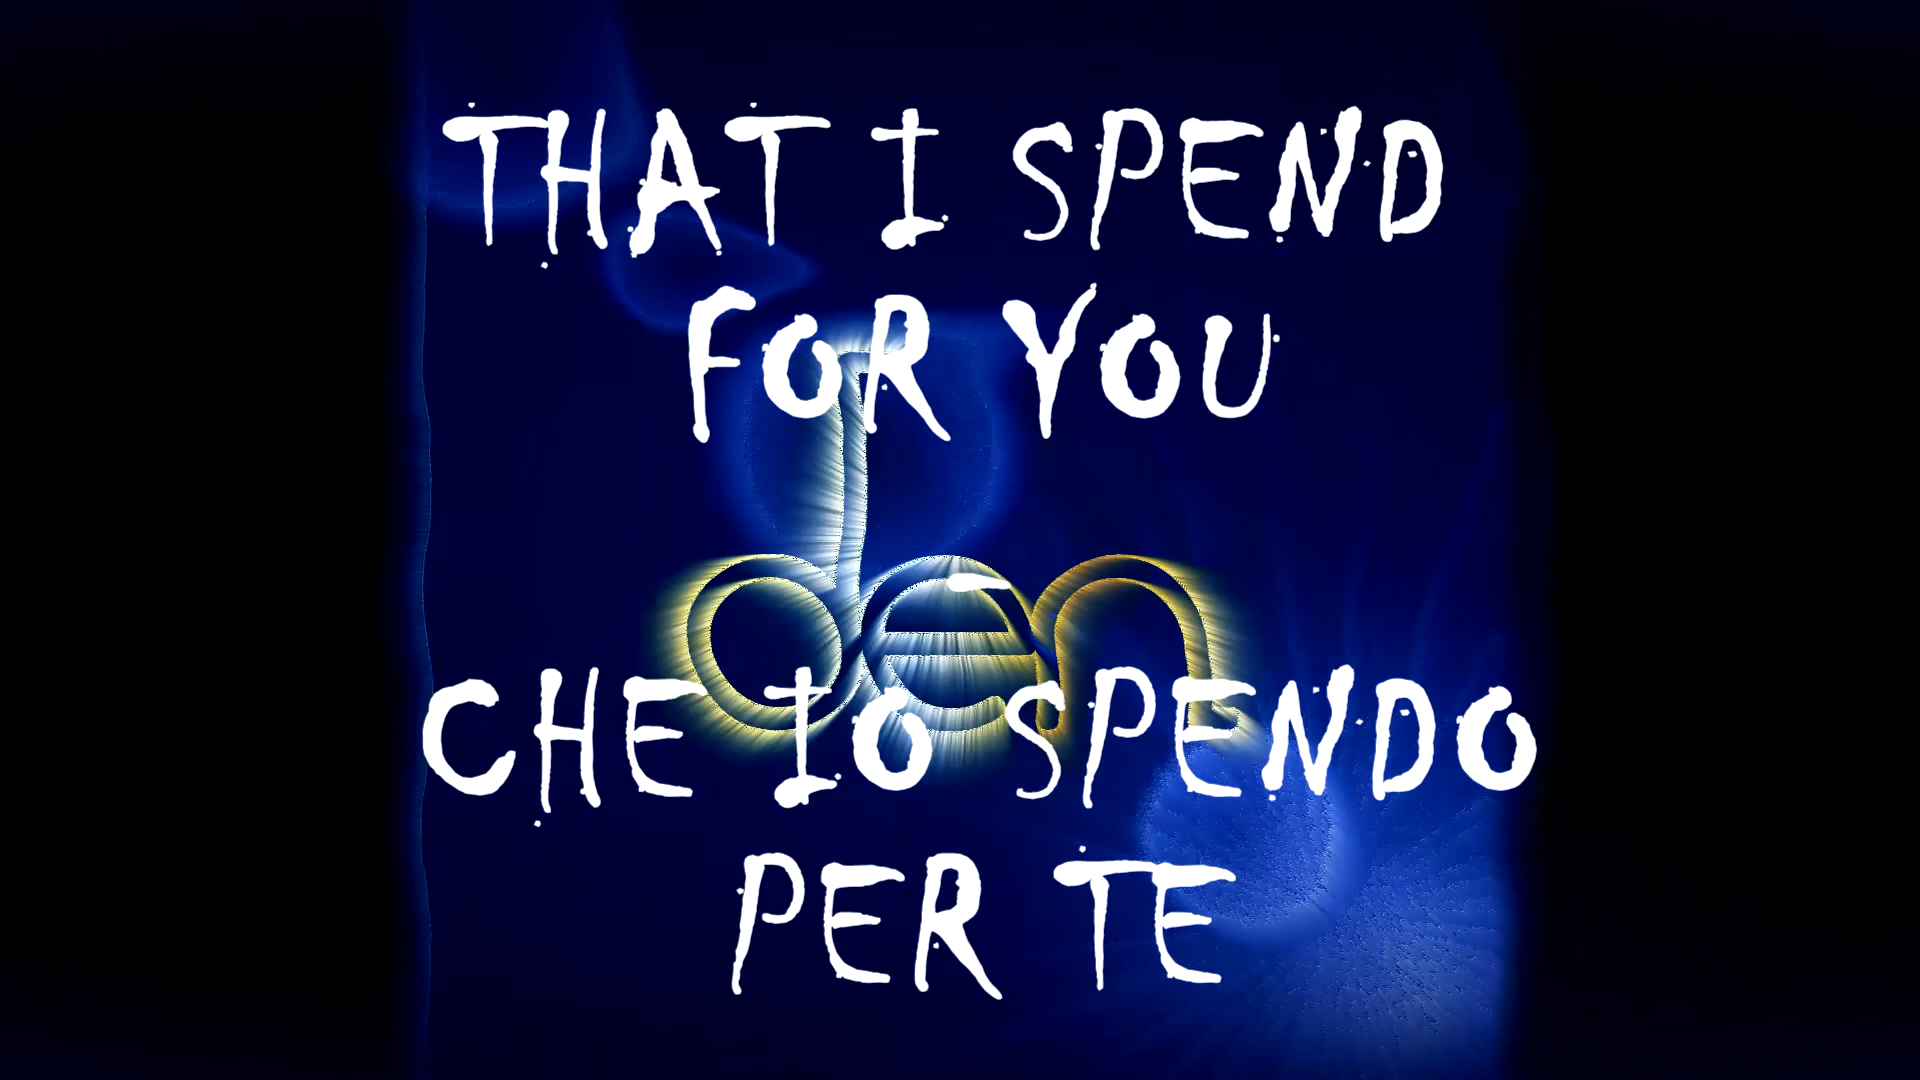 THAT I SPEND
FOR YOU
-
den
CHE IO SPENDO
PER TE